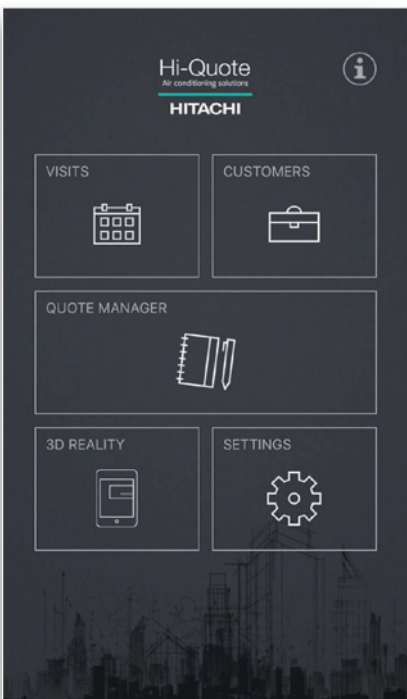 Hi-Quote
Air conditioning solutions
HITACHI
VISITS
CUSTOMERS
QUOTE MANAGER
3D REALITY
SETTINGS